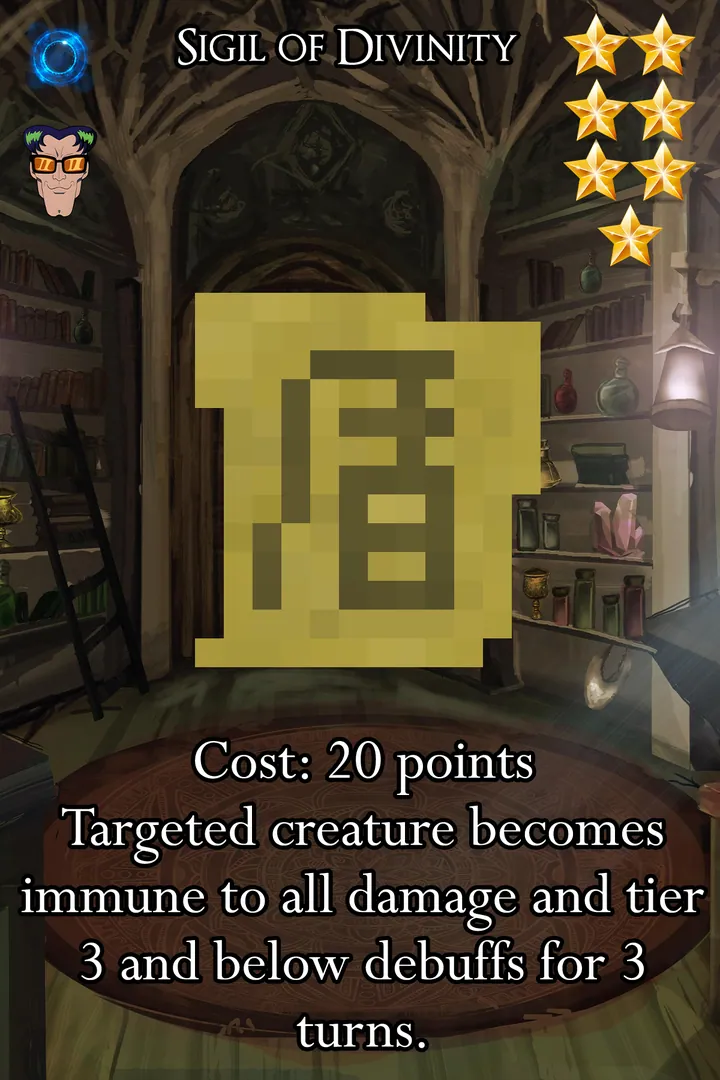 SIGIL OF DIVINITY
盾
Cost: 20 points
Targeted creature becomes
immune to all damage and tier
3 and below debuffs for 3
turns.